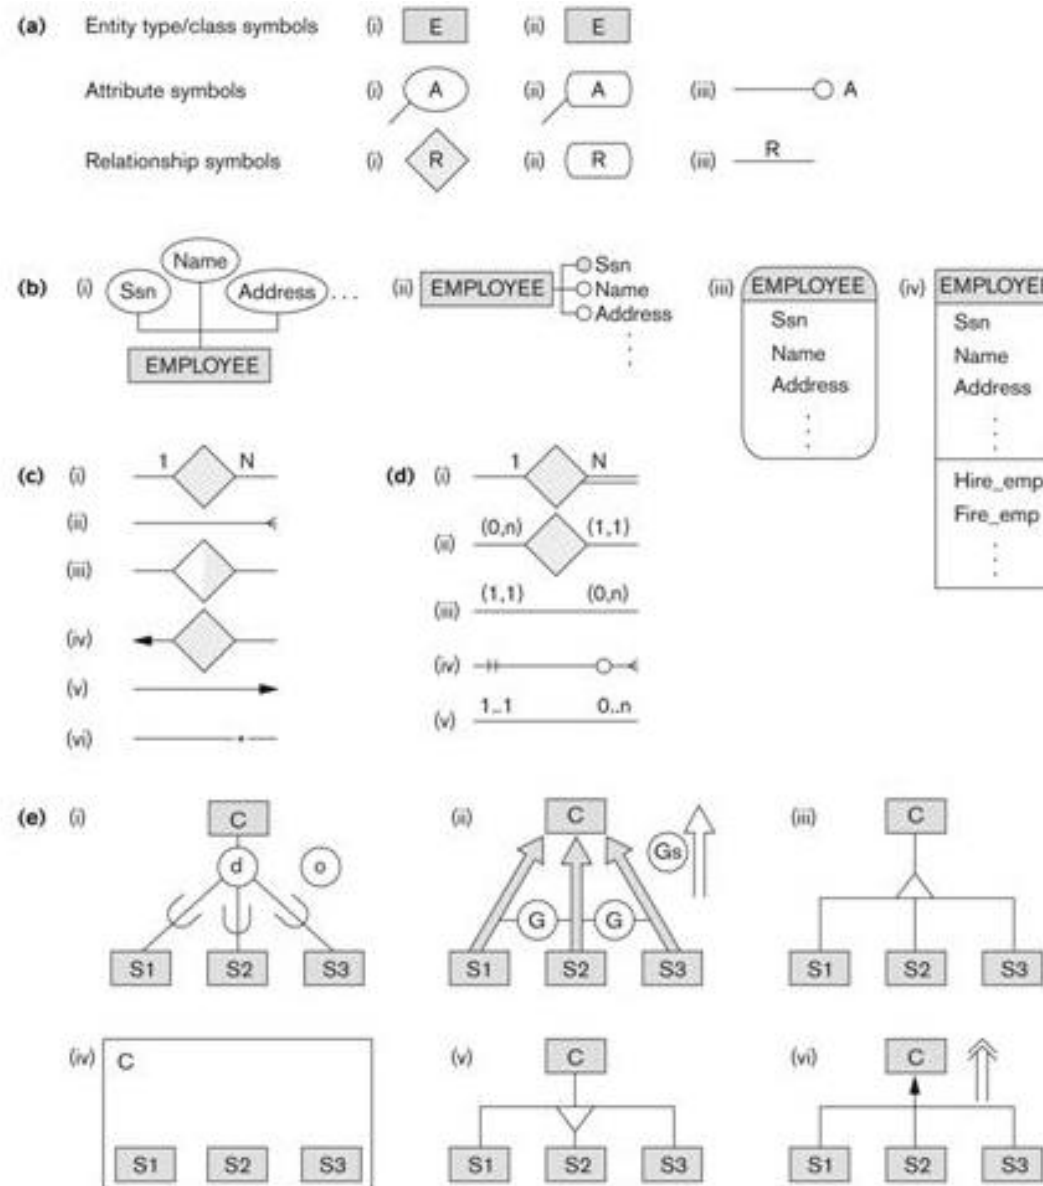 (a) Entity type/class symbols (i) E (ii) E
Attribute symbols (i) A (ii) A (iii) A
Relationship symbols (i) R (ii) R (iii) R
(b) (i) Ssn Name Address . . .
EMPLOYEE
(ii) EMPLOYEE Ssn
Name
Address
(iii) EMPLOYEE
Ssn
Name
Address
(iv) EMPLOYEE
Ssn
Name
Address
Hire_emp
Fire_emp
(c) (i) 1 N
(ii)
(iii)
(iv)
(v)
(vi)
(d) (i) 1 N
(ii) (0,n) (1,1)
(iii) (1,1) (0,n)
(iv)
(v) 1..1 0..n
(e) (i) C
d o
S1 S2 S3
(ii) C
Gs
G G
S1 S2 S3
(iii) C
S1 S2 S3
(iv) C
S1 S2 S3
(v) C
S1 S2 S3
(vi) C
S1 S2 S3